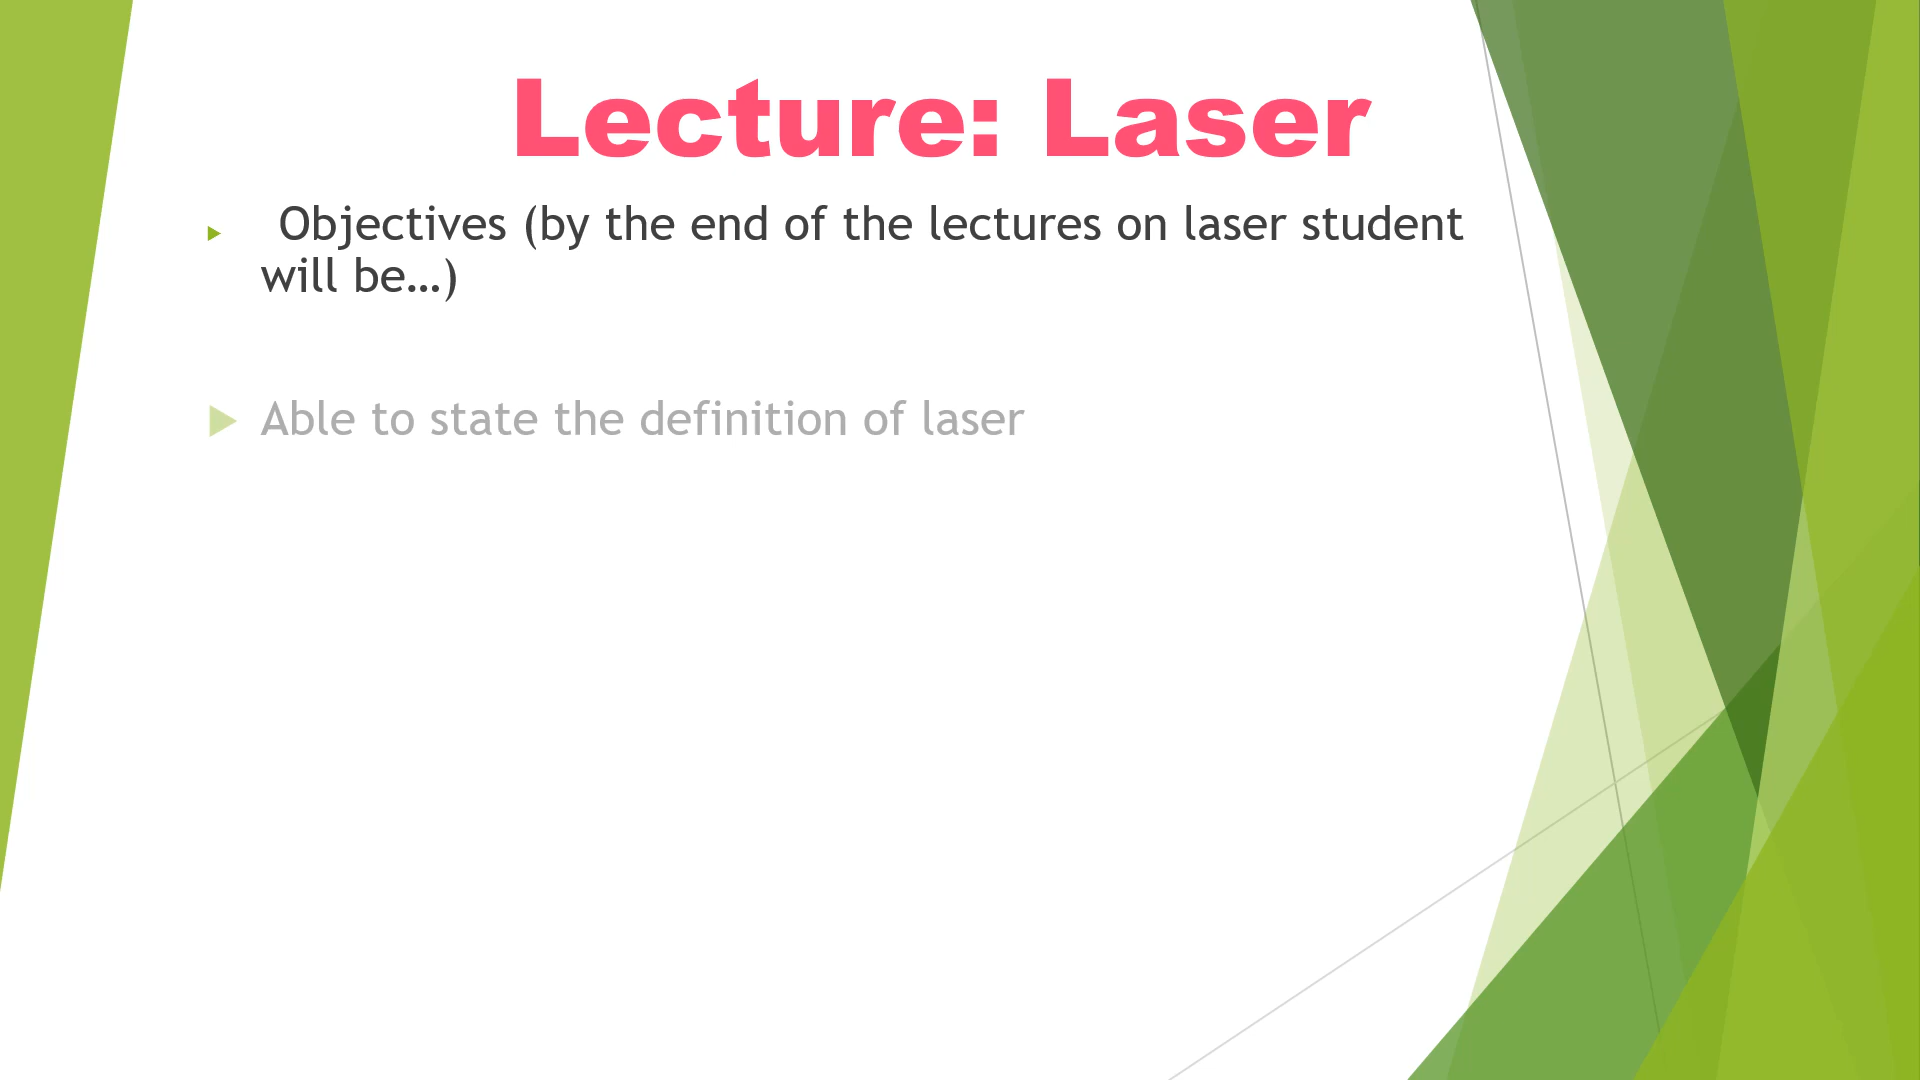 Lecture: Laser
Objectives (by the end of the lectures on laser student
will be…)
Able to state the definition of laser